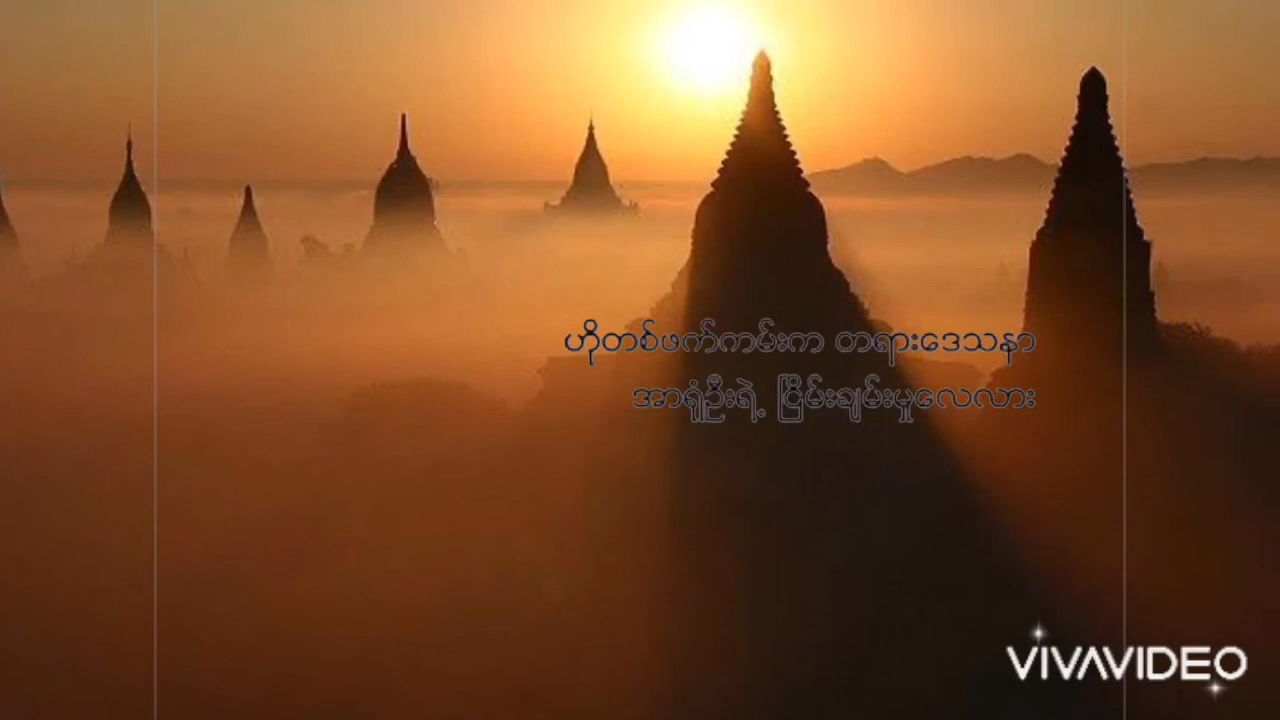 ဟိုတစ်ဖက်ကမ်းက တရားဒေသနာ
အာရုံဦးရဲ့ ငြိမ်းချမ်းမှုလေလား
VIVAVIDEO